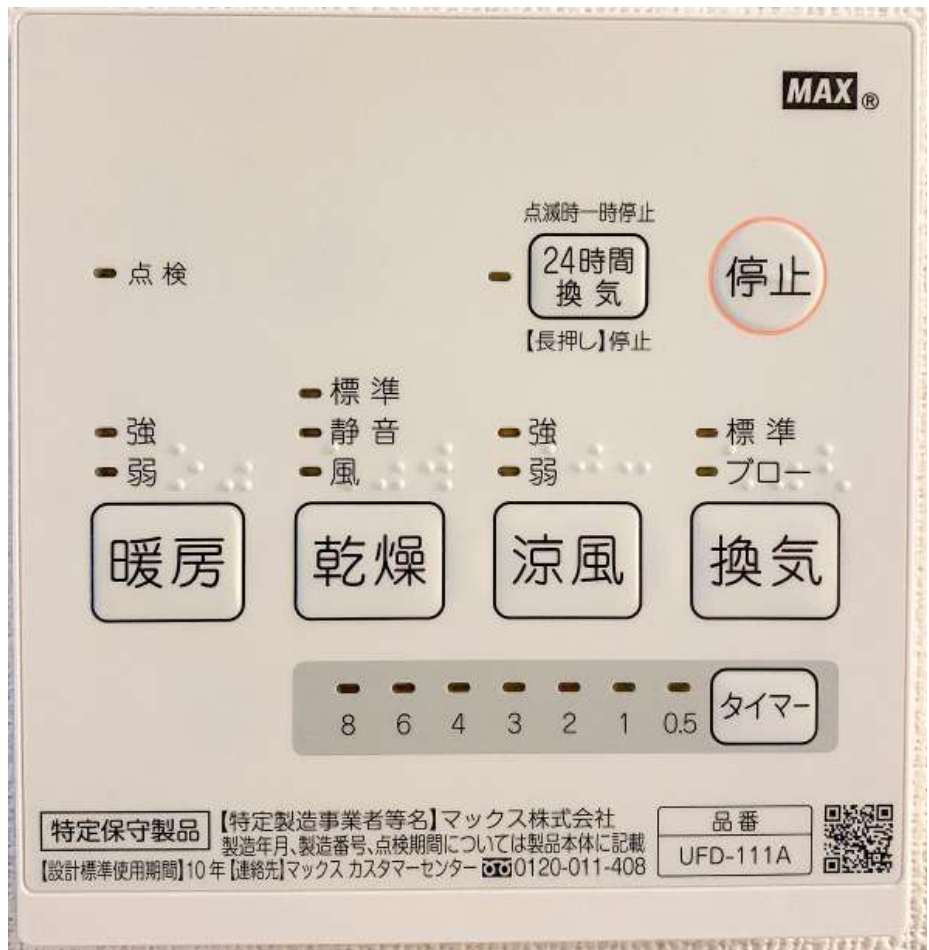 MAX®
点滅時一時停止
点検
24時間
換気
停止
【長押し】停止
強
弱
標準
静音
風
強
弱
標準
ブロー
暖房
乾燥
涼風
換気
8 6 4 3 2 1 0.5
タイマー
特定保守製品
【特定製造事業者等名】マックス株式会社
製造年月、製造番号、点検期間については製品本体に記載
【設計標準使用期間】10年【連絡先】マックス カスタマーセンター 0120-011-408
品番
UFD-111A